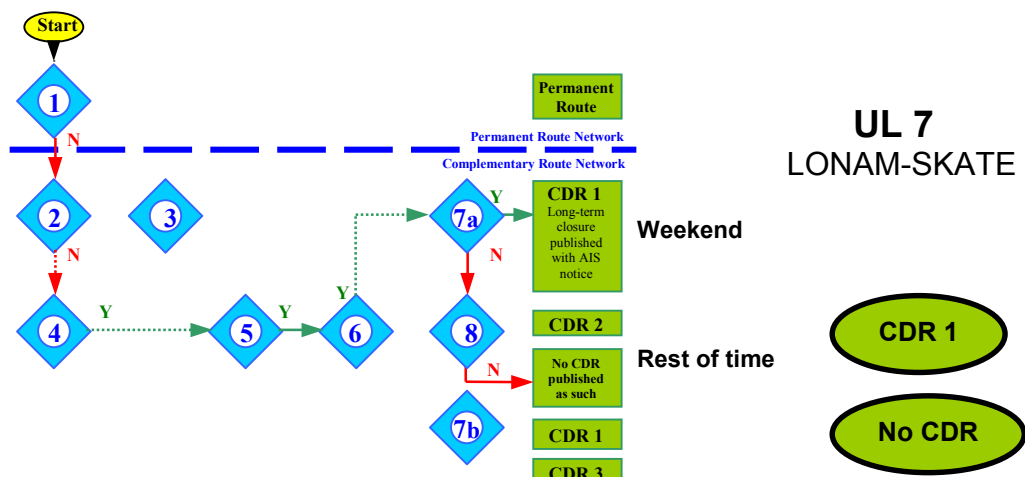 Start
1
Permanent
Route
UL 7
LONAM-SKATE
N
Permanent Route Network
Complementary Route Network
2
3
7a
Y
CDR 1
Long-term
closure
published
with AIS
notice
Weekend
N
N
4
Y
5
Y
Y
6
8
CDR 2
CDR 1
Rest of time
N
No CDR
published
as such
7b
CDR 1
No CDR
CDR 3